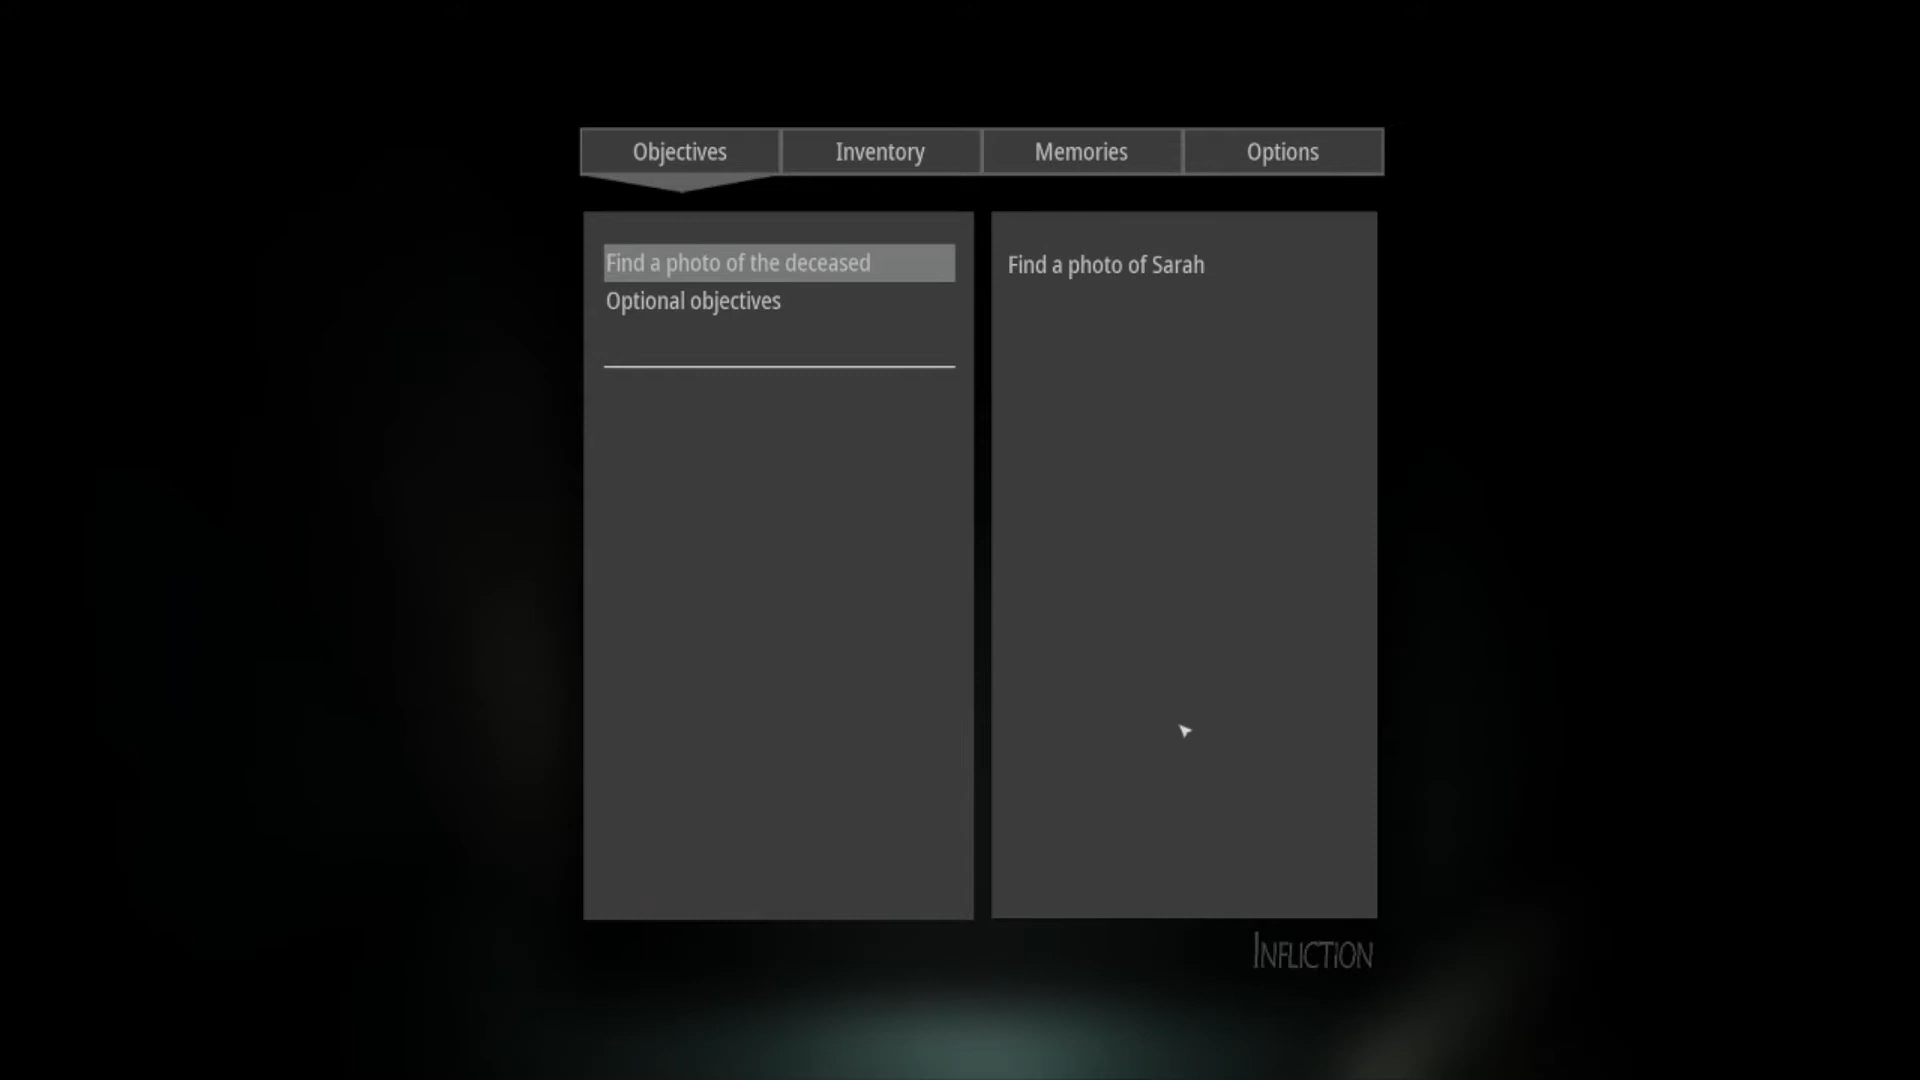 Objectives
Inventory
Memories
Options
Find a photo of the deceased
Optional objectives
Find a photo of Sarah
INFLICTION